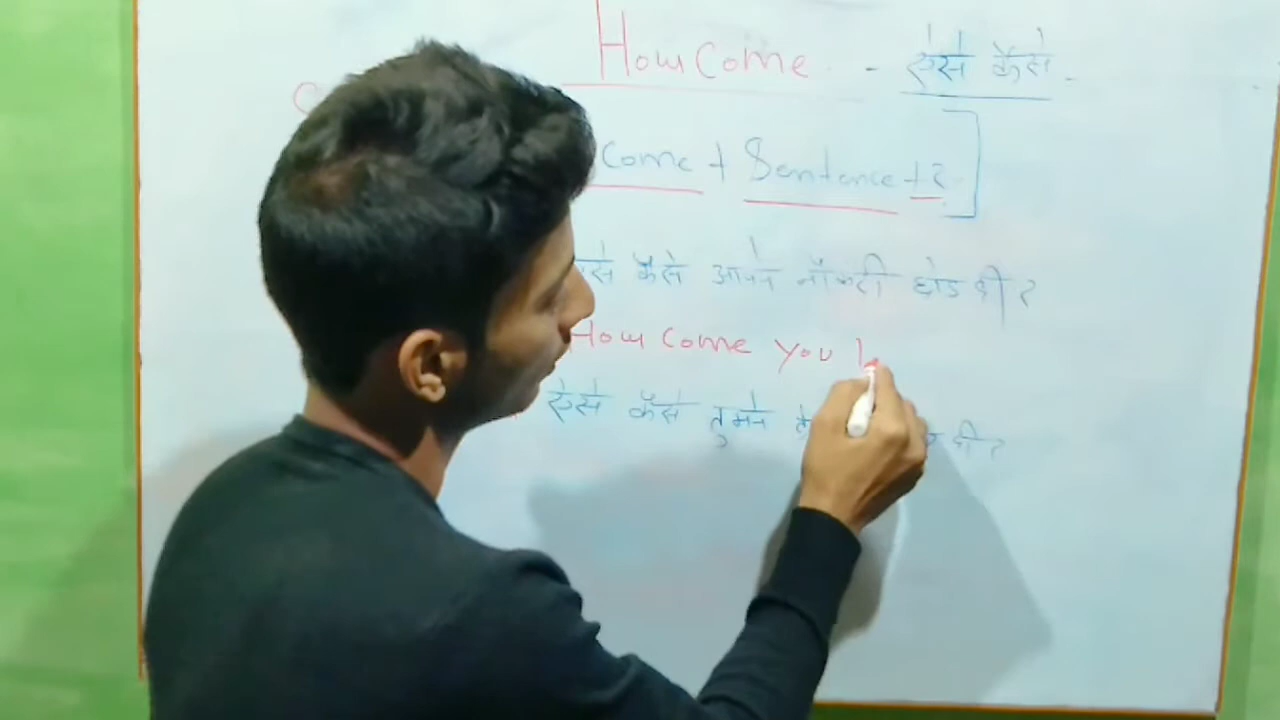 How Come - ऐसे कैसे -
Come + Sentence + ?]
कैसे आपने नौकरी छोड दी?
How come you l
ऐसे कैसे तुमने दी?